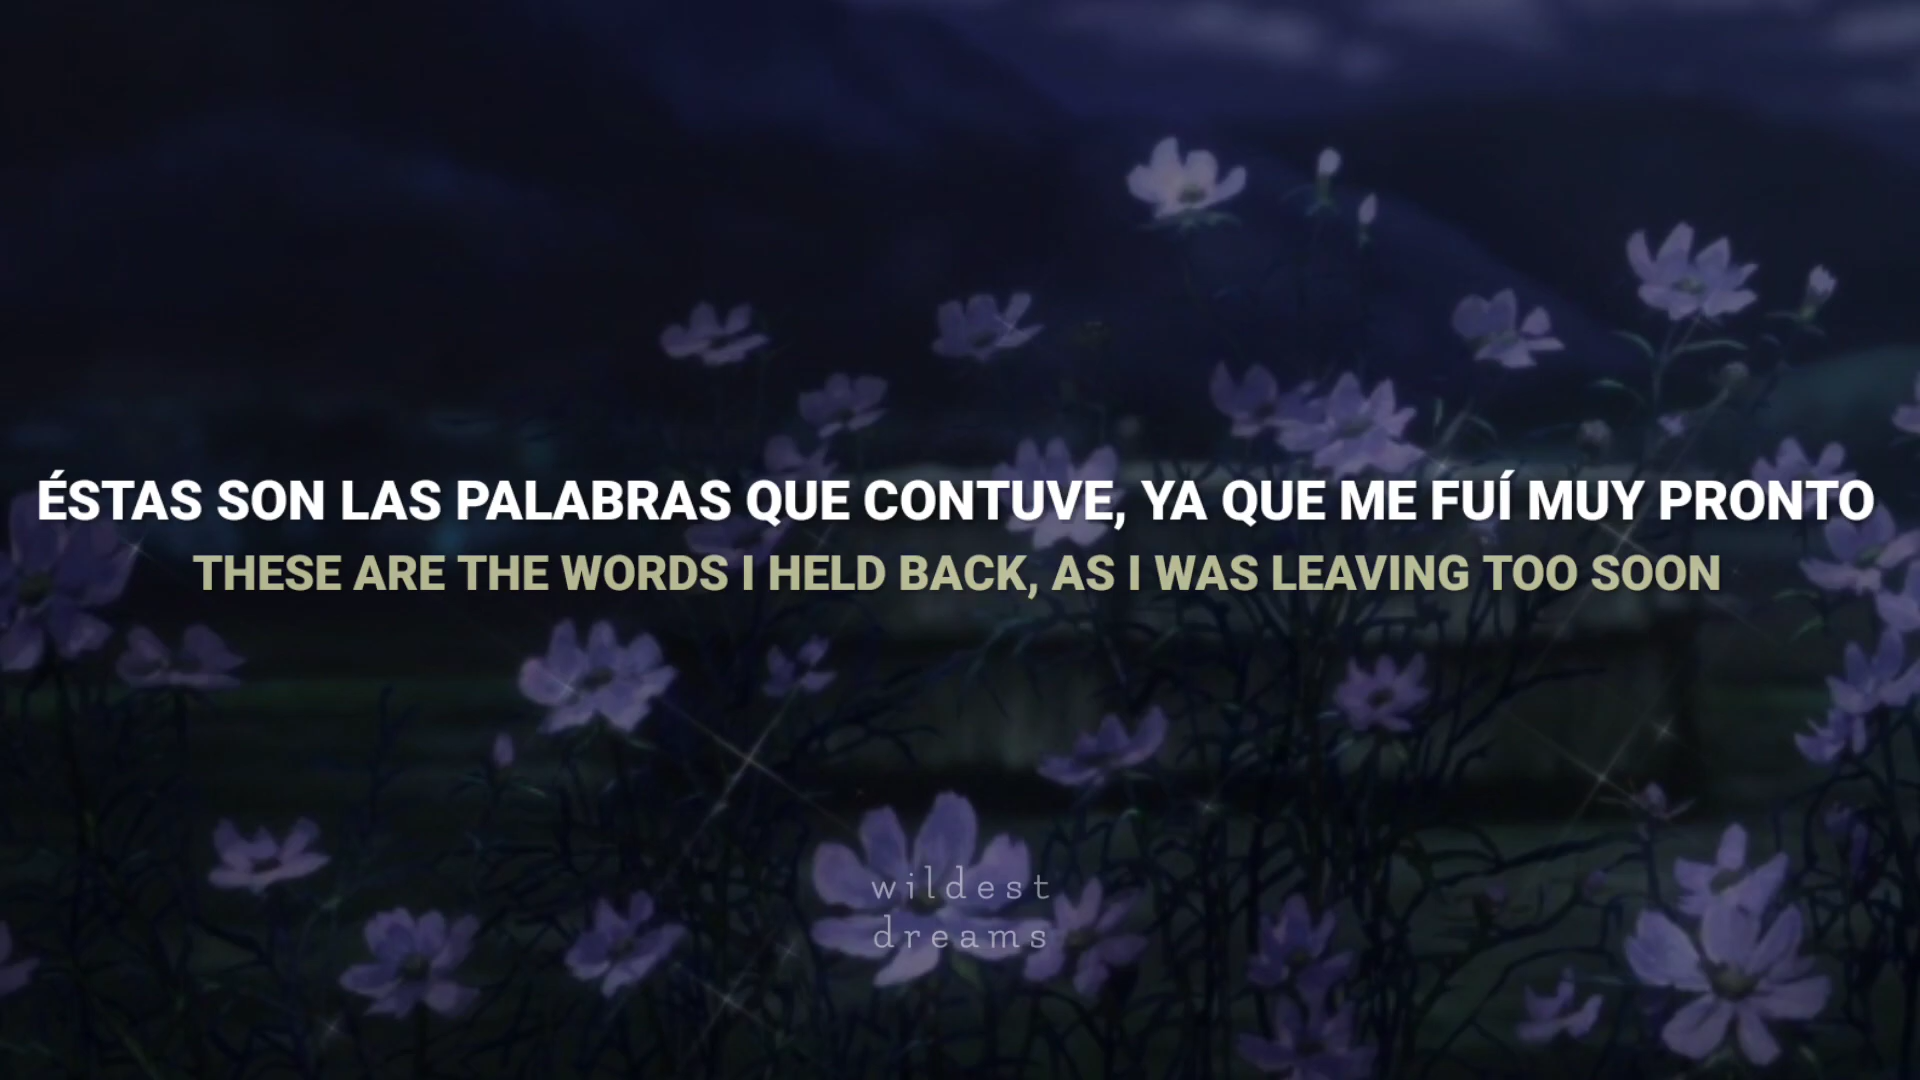 ÉSTAS SON LAS PALABRAS QUE CONTUVE, YA QUE ME FUÍ MUY PRONTO
THESE ARE THE WORDS I HELD BACK, AS I WAS LEAVING TOO SOON
wildest
dreams